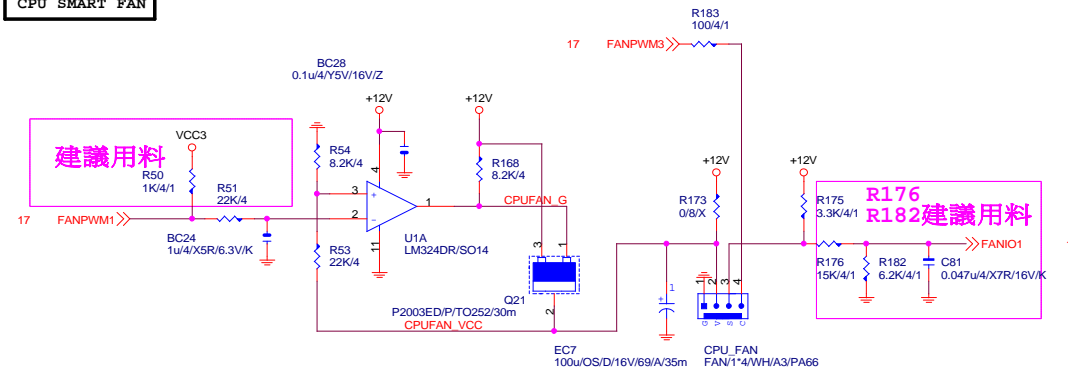 CPU SMART FAN
R183
100/4/1
17 FANPWM3
BC28
0.1u/4/Y5V/16V/Z
+12V
+12V
建議用料
VCC3
R50
1K/4/1
R51
22K/4
17 FANPWM1
BC24
1u/4/X5R/6.3V/K
R54
8.2K/4
R53
22K/4
4
3
+
2
-
1
11
U1A
LM324DR/SO14
R168
8.2K/4
CPUFAN_G
3
1
2
Q21
P2003ED/P/TO252/30m
CPUFAN_VCC
+12V
R173
0/8/X
+12V
R175
3.3K/4/1
R176
R182建議用料
FANIO1
R176
15K/4/1
R182
6.2K/4/1
C81
0.047u/4/X7R/16V/K
1
+
EC7
100u/OS/D/16V/69/A/35m
1
2
3
4
G
V
S
C
CPU_FAN
FAN/1*4/WH/A3/PA66